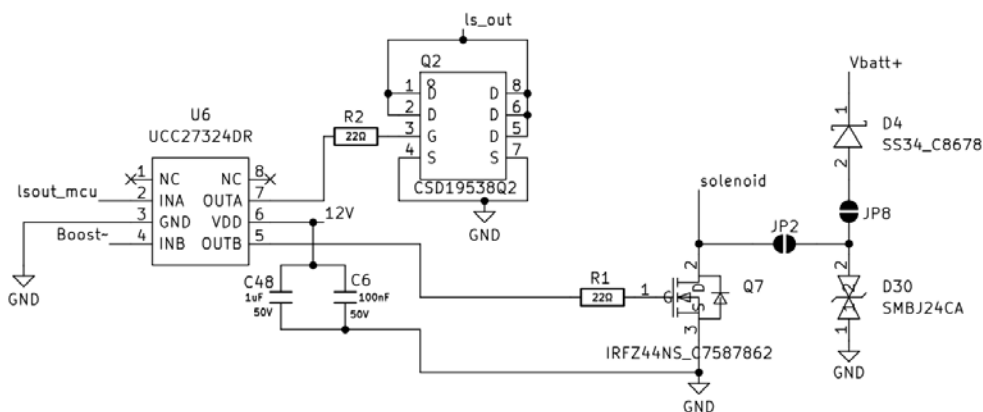 ls_out
Q2
1 D D 8
2 D D 6
3 G D 5
4 S S 7
CSD19538Q2
GND
R2
22Ω
U6
UCC27324DR
1 NC NC 8
2 INA OUTA 7
3 GND VDD 6
4 INB OUTB 5
lsout_mcu
Boost~
GND
12V
C48
1uF
50V
C6
100nF
50V
R1
22Ω
solenoid
1 G
2 D
3 S
Q7
IRFZ44NS_C7587862
GND
JP2
Vbatt+
1
2
D4
SS34_C8678
JP8
2
1
D30
SMBJ24CA
GND